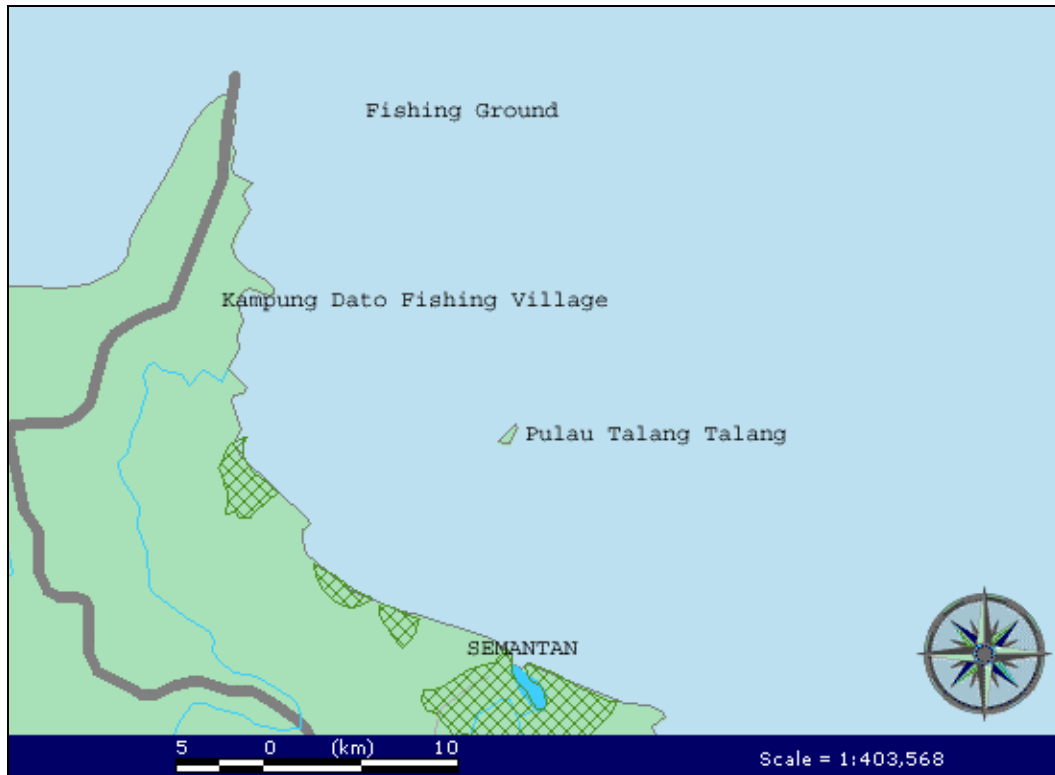 Fishing Ground
Kampung Dato Fishing Village
Pulau Talang Talang
SEMANTAN
5 0 (km) 10
Scale = 1:403,568